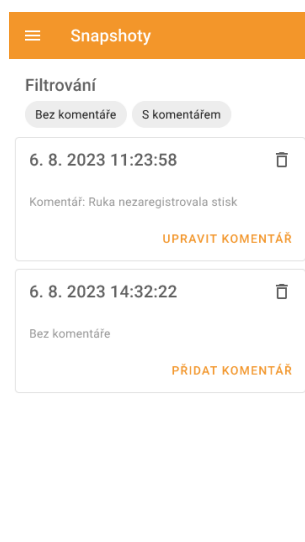 Snapshoty
Filtrování
Bez komentáře S komentářem
6. 8. 2023 11:23:58
Komentář: Ruka nezaregistrovala stisk
UPRAVIT KOMENTÁŘ
6. 8. 2023 14:32:22
Bez komentáře
PŘIDAT KOMENTÁŘ